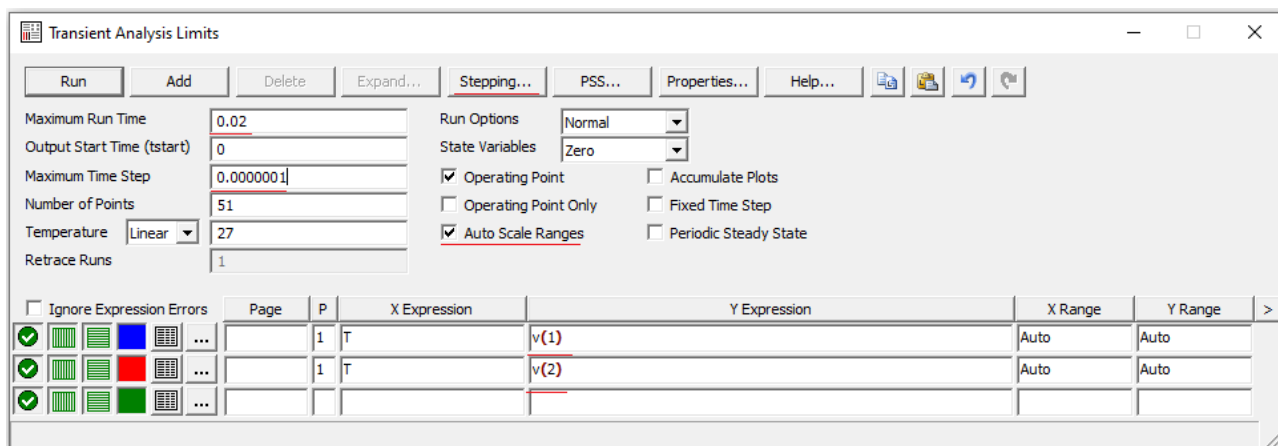 Transient Analysis Limits
Run Add Delete Expand... Stepping... PSS... Properties... Help...
Maximum Run Time 0.02 Run Options Normal
Output Start Time (tstart) 0 State Variables Zero
Maximum Time Step 0.0000001 Operating Point Accumulate Plots
Number of Points 51 Operating Point Only Fixed Time Step
Temperature Linear 27 Auto Scale Ranges Periodic Steady State
Retrace Runs 1
Ignore Expression Errors Page P X Expression Y Expression X Range Y Range >
... 1 T v(1) Auto Auto
... 1 T v(2) Auto Auto
...